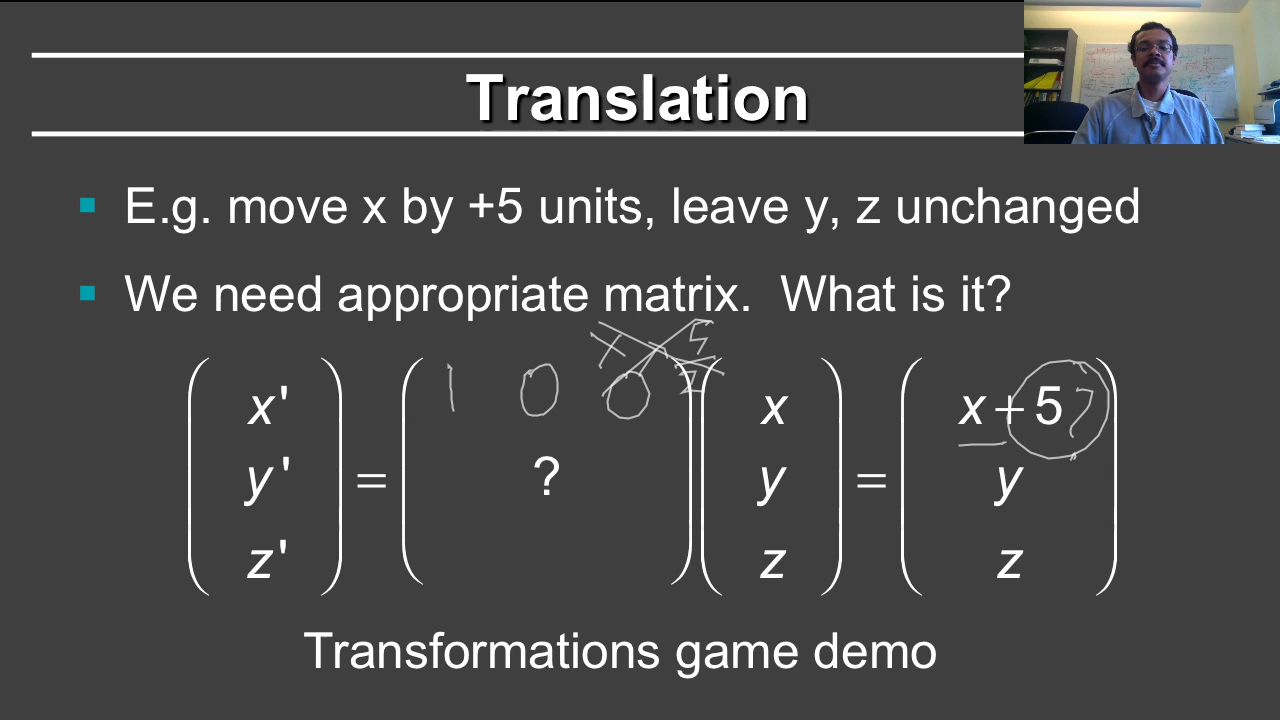 Translation
E.g. move x by +5 units, leave y, z unchanged
We need appropriate matrix. What is it?
1 0 0
x' x x+5 ?
y' = ? y = y
z' z z
Transformations game demo